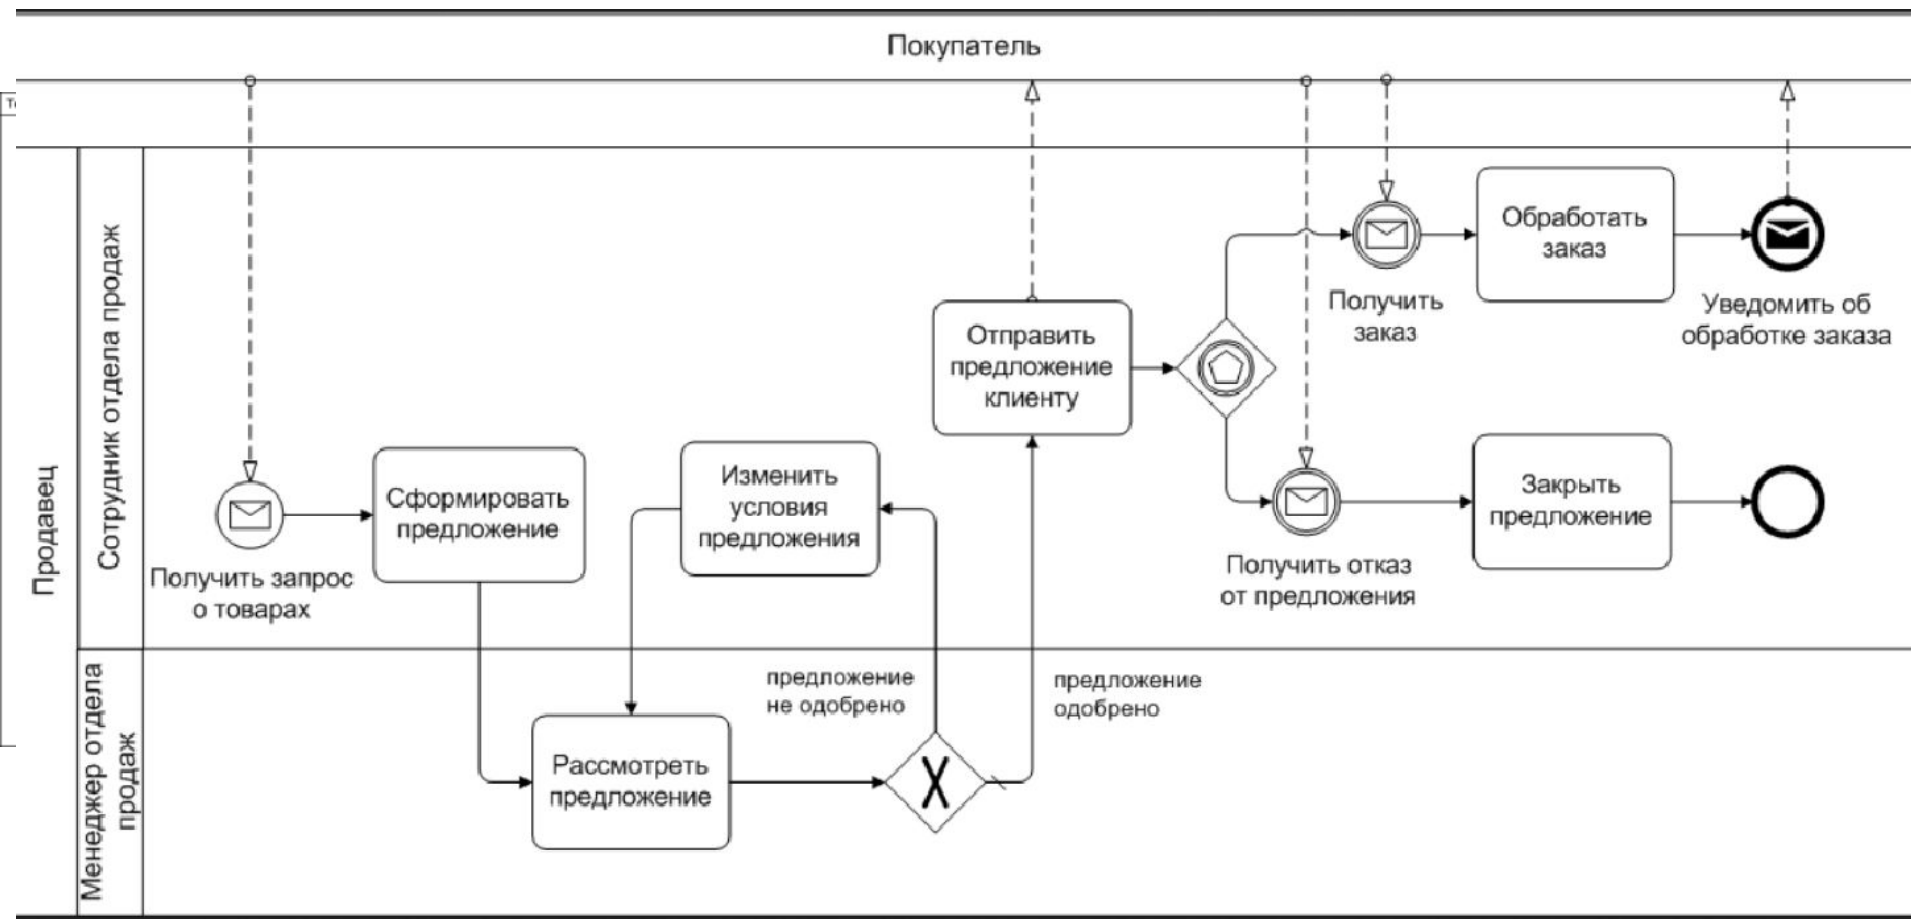 Покупатель
Продавец
Сотрудник отдела продаж
Менеджер отдела
продаж
Получить запрос
о товарах
Сформировать
предложение
Изменить
условия
предложения
Рассмотреть
предложение
предложение
не одобрено
предложение
одобрено
Отправить
предложение
клиенту
Получить
заказ
Обработать
заказ
Уведомить об
обработке заказа
Получить отказ
от предложения
Закрыть
предложение